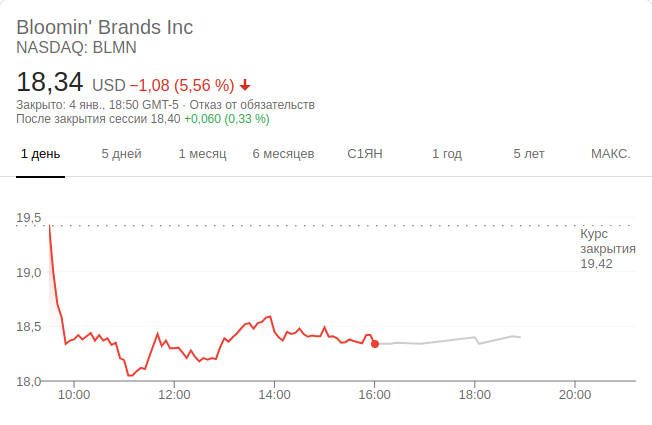 Bloomin' Brands Inc
NASDAQ: BLMN
18,34 USD −1,08 (5,56 %)
Закрыто: 4 янв., 18:50 GMT-5 · Отказ от обязательств
После закрытия сессии 18,40 +0,060 (0,33 %)
1 день 5 дней 1 месяц 6 месяцев С1ЯН 1 год 5 лет МАКС.
19,5
Курс
закрытия
19,42
19,0
18,5
18,0
10:00 12:00 14:00 16:00 18:00 20:00